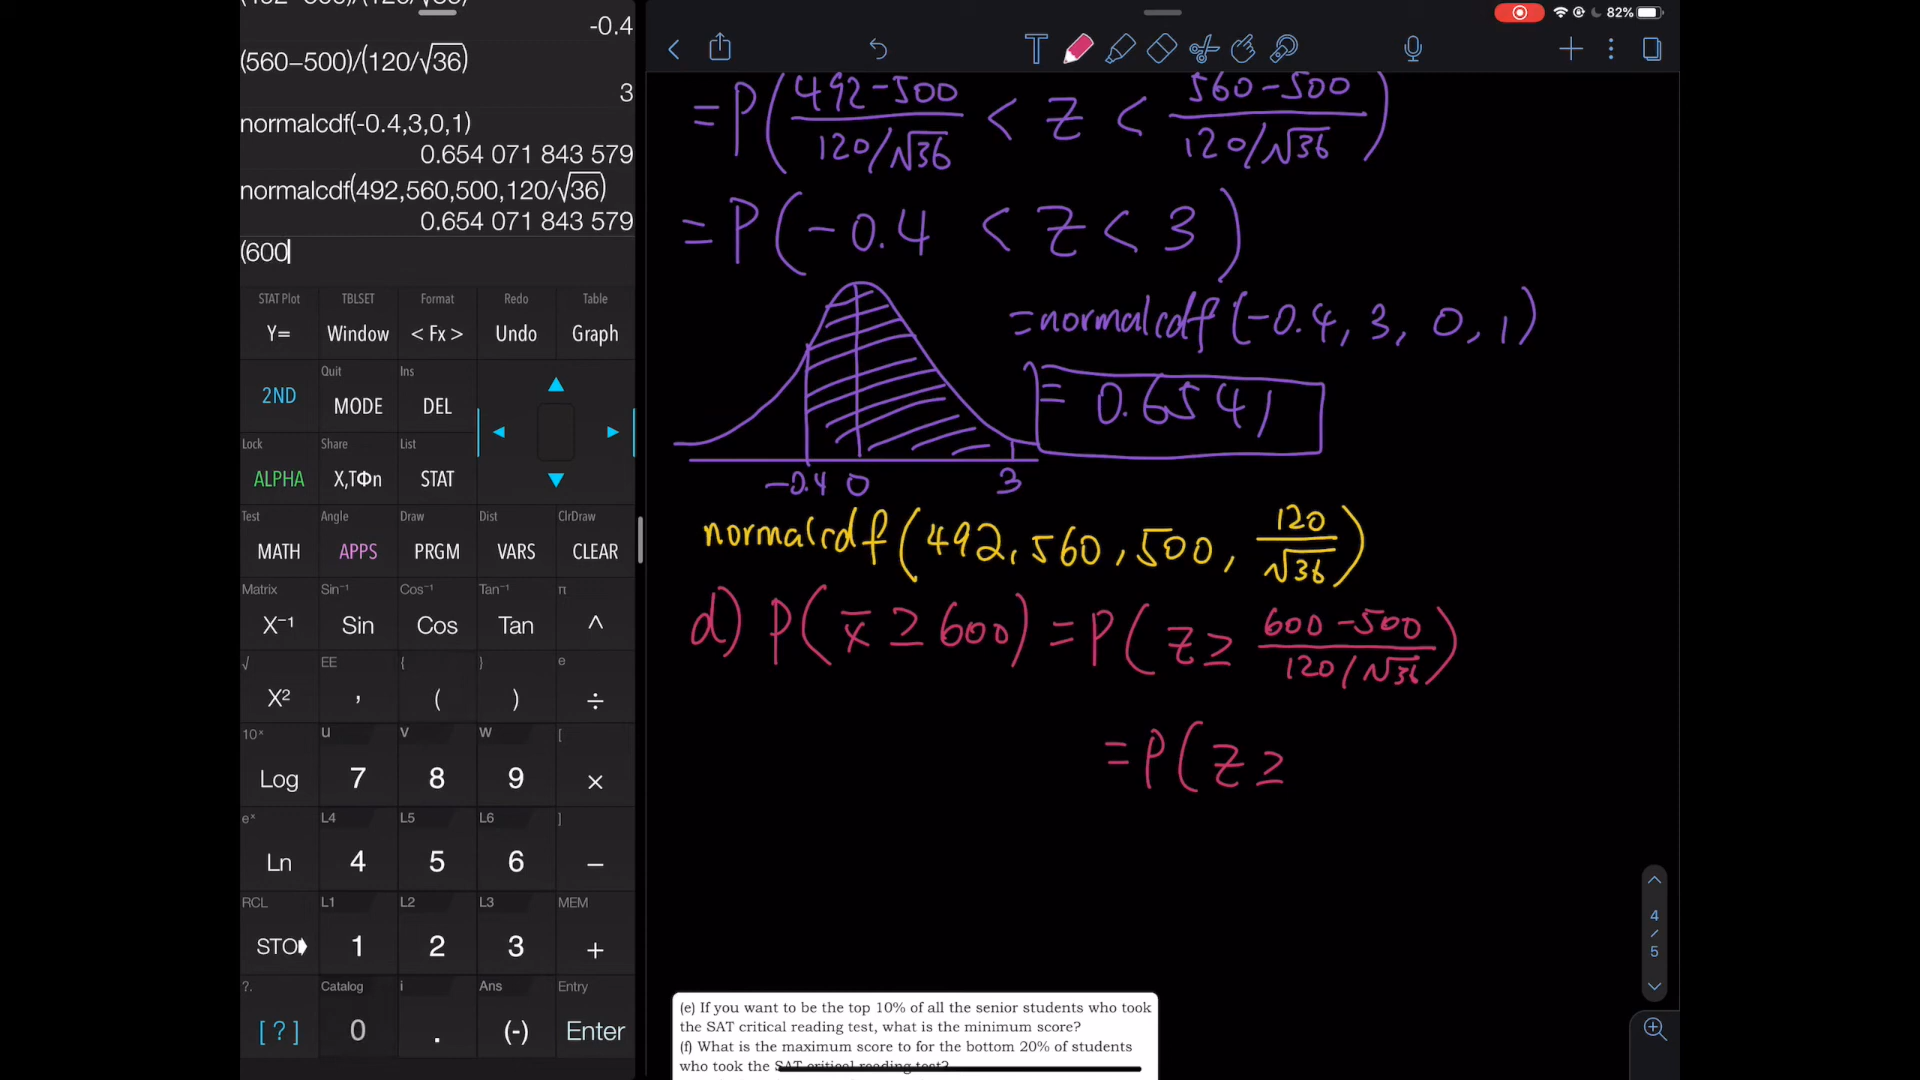 -0.4
(560−500)/(120/√36)
3
normalcdf(-0.4,3,0,1)
0.654 071 843 579
normalcdf(492,560,500,120/√36)
0.654 071 843 579
(600
STAT Plot TBLSET Format Redo Table
Y= Window < Fx > Undo Graph
Quit Ins
2ND MODE DEL
Lock Share List
ALPHA X,TΦn STAT
Test Angle Draw Dist ClrDraw
MATH APPS PRGM VARS CLEAR
Matrix Sin⁻¹ Cos⁻¹ Tan⁻¹ π
X⁻¹ Sin Cos Tan ^
√ EE { } e
X² , ( ) ÷
10ˣ u v w [
Log 7 8 9 ×
eˣ L4 L5 L6 ]
Ln 4 5 6 −
RCL L1 L2 L3 MEM
STO 1 2 3 +
?. Catalog i Ans Entry
[ ? ] 0 . (-) Enter
82%
T
=P( (492-500)/(120/√36) < z < (560-500)/(120/√36) )
=P(-0.4 < z < 3)
=normalcdf(-0.4, 3, 0, 1)
= 0.6541
-0.4 0 3
normalcdf(492, 560, 500, 120/√36)
d) P(x̄ ≥ 600) = P(z ≥ (600-500)/(120/√36))
=P(z ≥
4
/
5
(e) If you want to be the top 10% of all the senior students who took
the SAT critical reading test, what is the minimum score?
(f) What is the maximum score to for the bottom 20% of students
who took the SAT critical reading test?